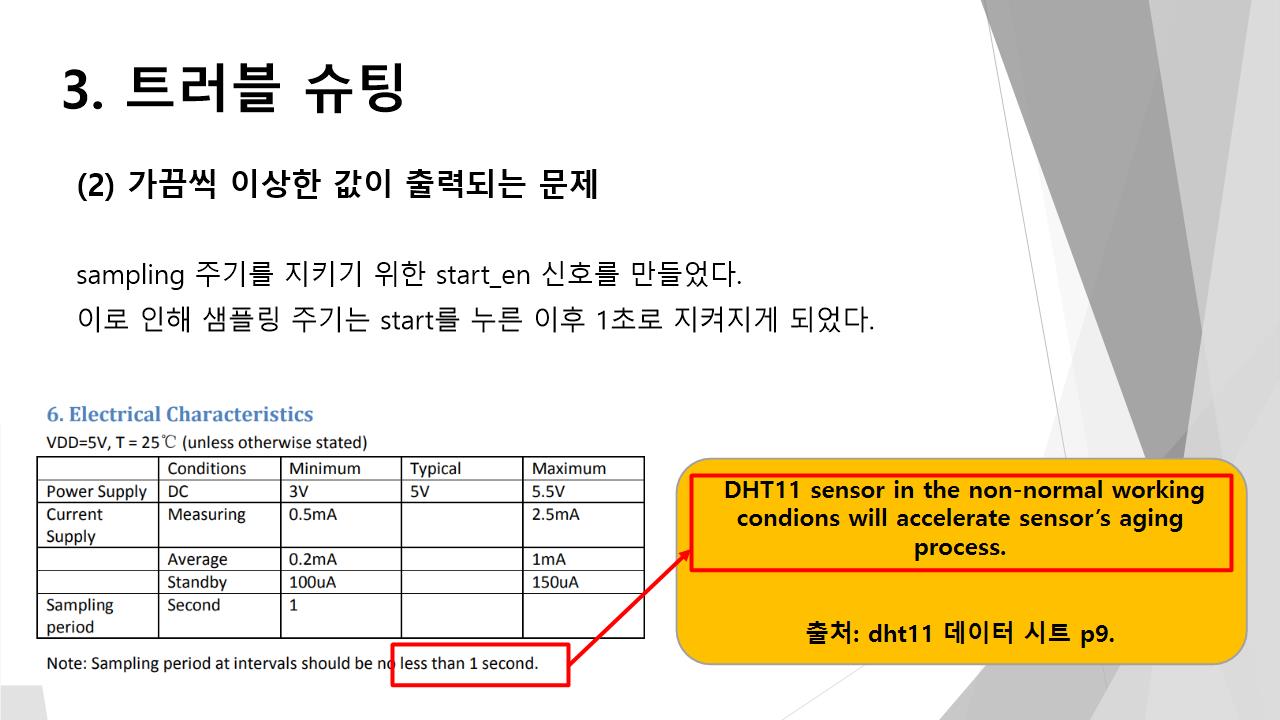 3. 트러블 슈팅
(2) 가끔씩 이상한 값이 출력되는 문제
sampling 주기를 지키기 위한 start_en 신호를 만들었다.
이로 인해 샘플링 주기는 start를 누른 이후 1초로 지켜지게 되었다.
6. Electrical Characteristics
VDD=5V, T = 25℃ (unless otherwise stated)
Conditions Minimum Typical Maximum
Power Supply DC 3V 5V 5.5V
Current Measuring 0.5mA 2.5mA
Supply
Average 0.2mA 1mA
Standby 100uA 150uA
Sampling Second 1
period
Note: Sampling period at intervals should be no less than 1 second.
DHT11 sensor in the non-normal working
condions will accelerate sensor’s aging
process.
출처: dht11 데이터 시트 p9.